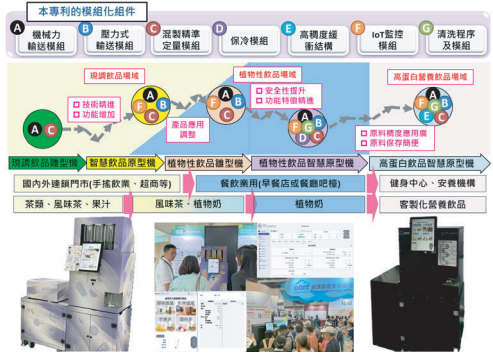 本專利的模組化組件
A 機械力
輸送模組
B 壓力式
輸送模組
C 混製精準
定量模組
D 保冷模組
E 高稠度緩
衝結構
F IoT監控
模組
G 清洗程序
及模組
現調飲品場域
植物性飲品場域
高蛋白營養飲品場域
技術精進
功能增加
產品應用
調整
安全性提升
功能特徵精進
原料稠度應用廣
原料保存簡便
A C
A B C F
A B C F
A B C D F G
A B C D E F G
現調飲品雛型機
智慧飲品原型機
植物性飲品雛型機
植物性飲品智慧原型機
高蛋白飲品智慧原型機
國內外連鎖門市(手搖飲業、超商等)
餐飲業用(早餐店或餐廳吧檯)
健身中心、安養機構
茶類、風味茶、果汁
風味茶、植物奶
植物奶
客製化營養飲品
DOIT